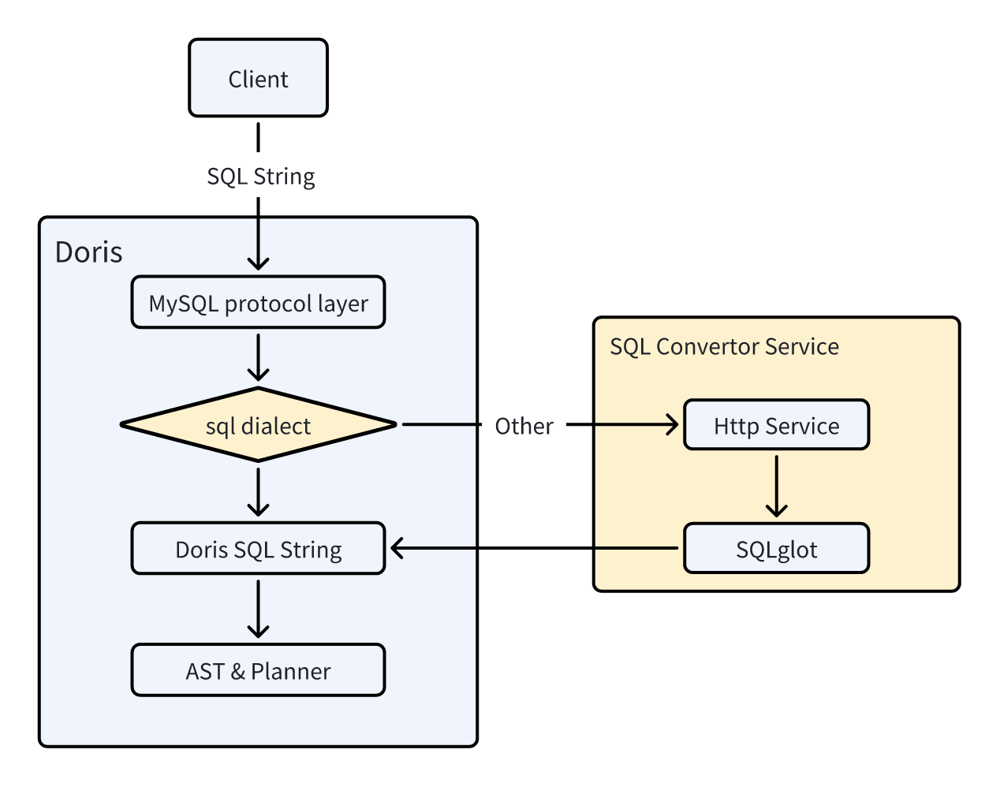 Client
SQL String
Doris
MySQL protocol layer
SQL Convertor Service
sql dialect
Other
Http Service
Doris SQL String
SQLglot
AST & Planner